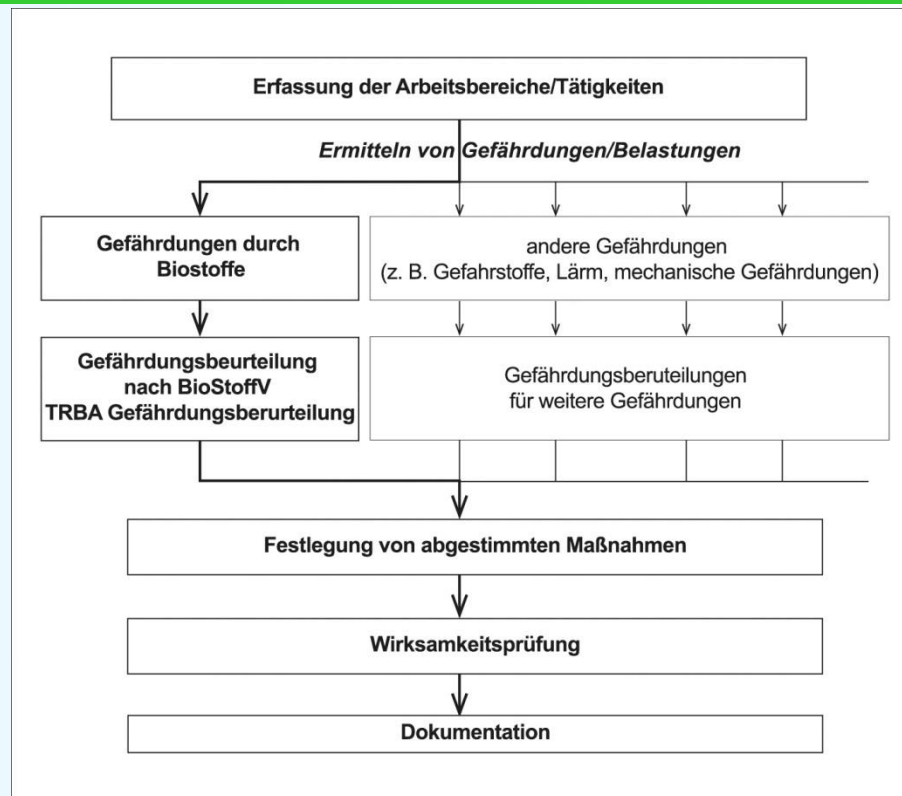 Erfassung der Arbeitsbereiche/Tätigkeiten
Ermitteln von Gefährdungen/Belastungen
Gefährdungen durch
Biostoffe
andere Gefährdungen
(z. B. Gefahrstoffe, Lärm, mechanische Gefährdungen)
Gefährdungsbeurteilung
nach BioStoffV
TRBA Gefährdungsberurteilung
Gefährdungsberuteilungen
für weitere Gefährdungen
Festlegung von abgestimmten Maßnahmen
Wirksamkeitsprüfung
Dokumentation